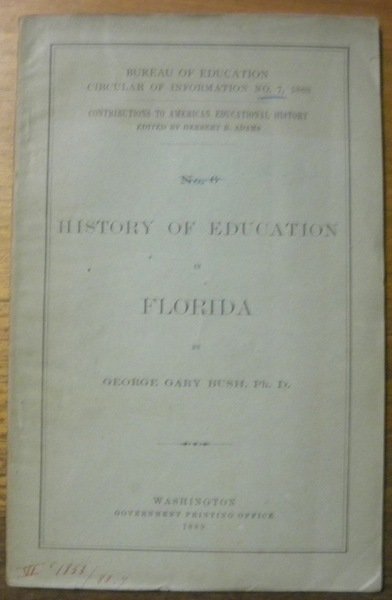 BUREAU OF EDUCATION
CIRCULAR OF INFORMATION NO. 7, 1888
CONTRIBUTIONS TO AMERICAN EDUCATIONAL HISTORY
EDITED BY HERBERT B. ADAMS
No. 6
HISTORY OF EDUCATION
IN
FLORIDA
BY
GEORGE GARY BUSH, Ph. D.
WASHINGTON
GOVERNMENT PRINTING OFFICE
1889